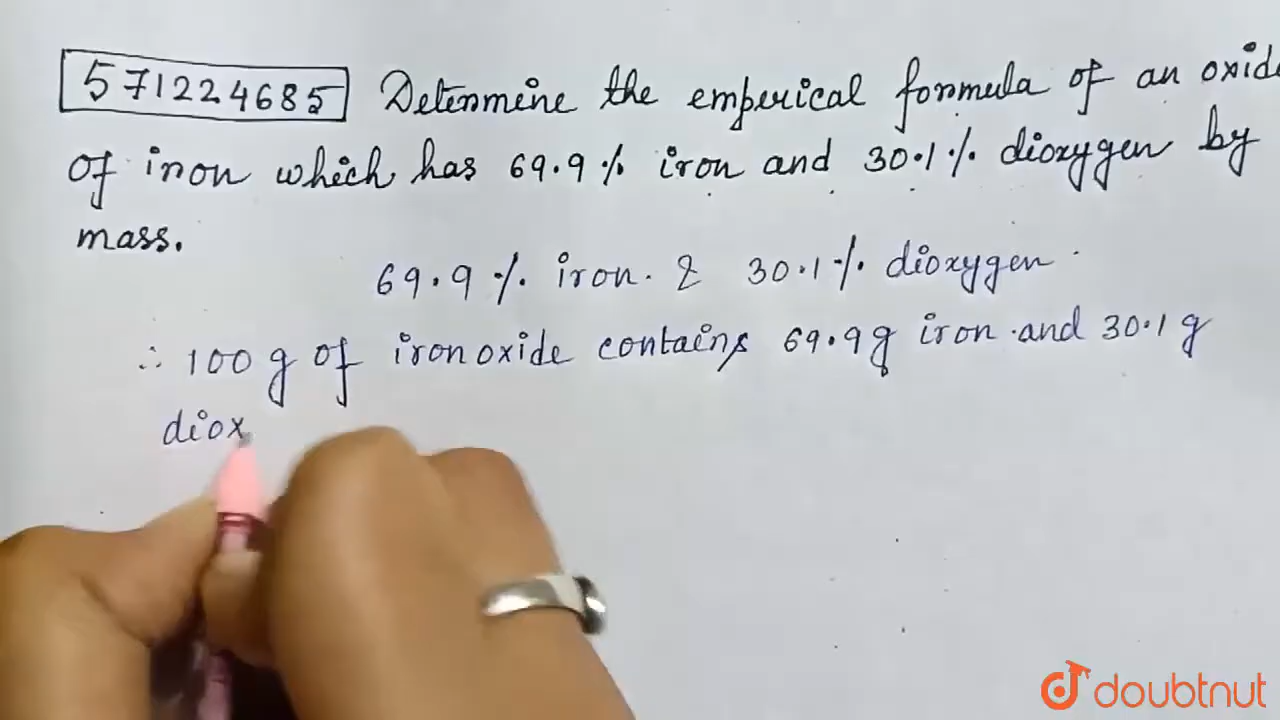 571224685 Determine the emperical formula of an oxide
of iron which has 69.9% iron and 30.1% dioxygen by
mass.
69.9% iron. & 30.1% dioxygen.
∴ 100 g of iron oxide contains 69.9g iron and 30.1 g
diox
doubtnut